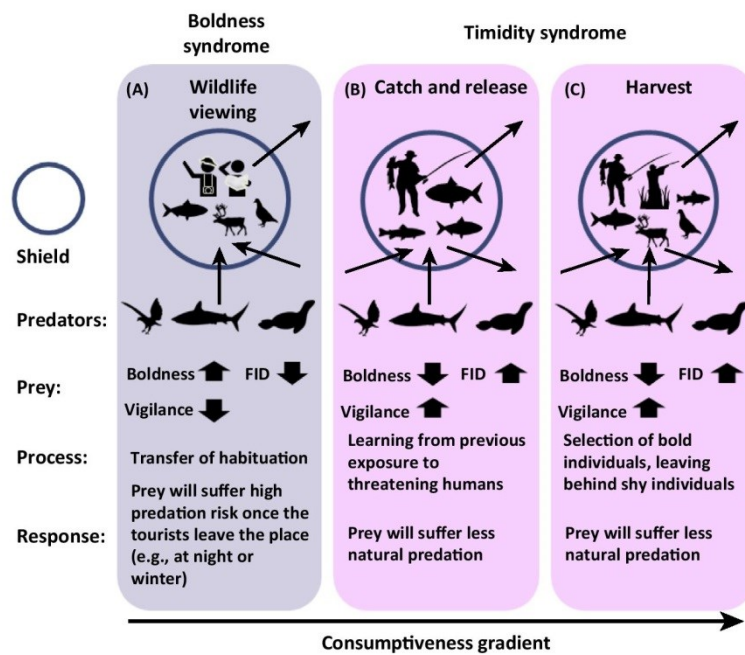 Boldness
syndrome
Timidity syndrome
(A)
Wildlife
viewing
(B)
Catch and release
(C)
Harvest
Shield
Predators:
Prey:
Boldness
FID
Vigilance
Boldness
FID
Vigilance
Boldness
FID
Vigilance
Process:
Transfer of habituation
Learning from previous
exposure to
threatening humans
Selection of bold
individuals, leaving
behind shy individuals
Response:
Prey will suffer high
predation risk once the
tourists leave the place
(e.g., at night or
winter)
Prey will suffer less
natural predation
Prey will suffer less
natural predation
Consumptiveness gradient